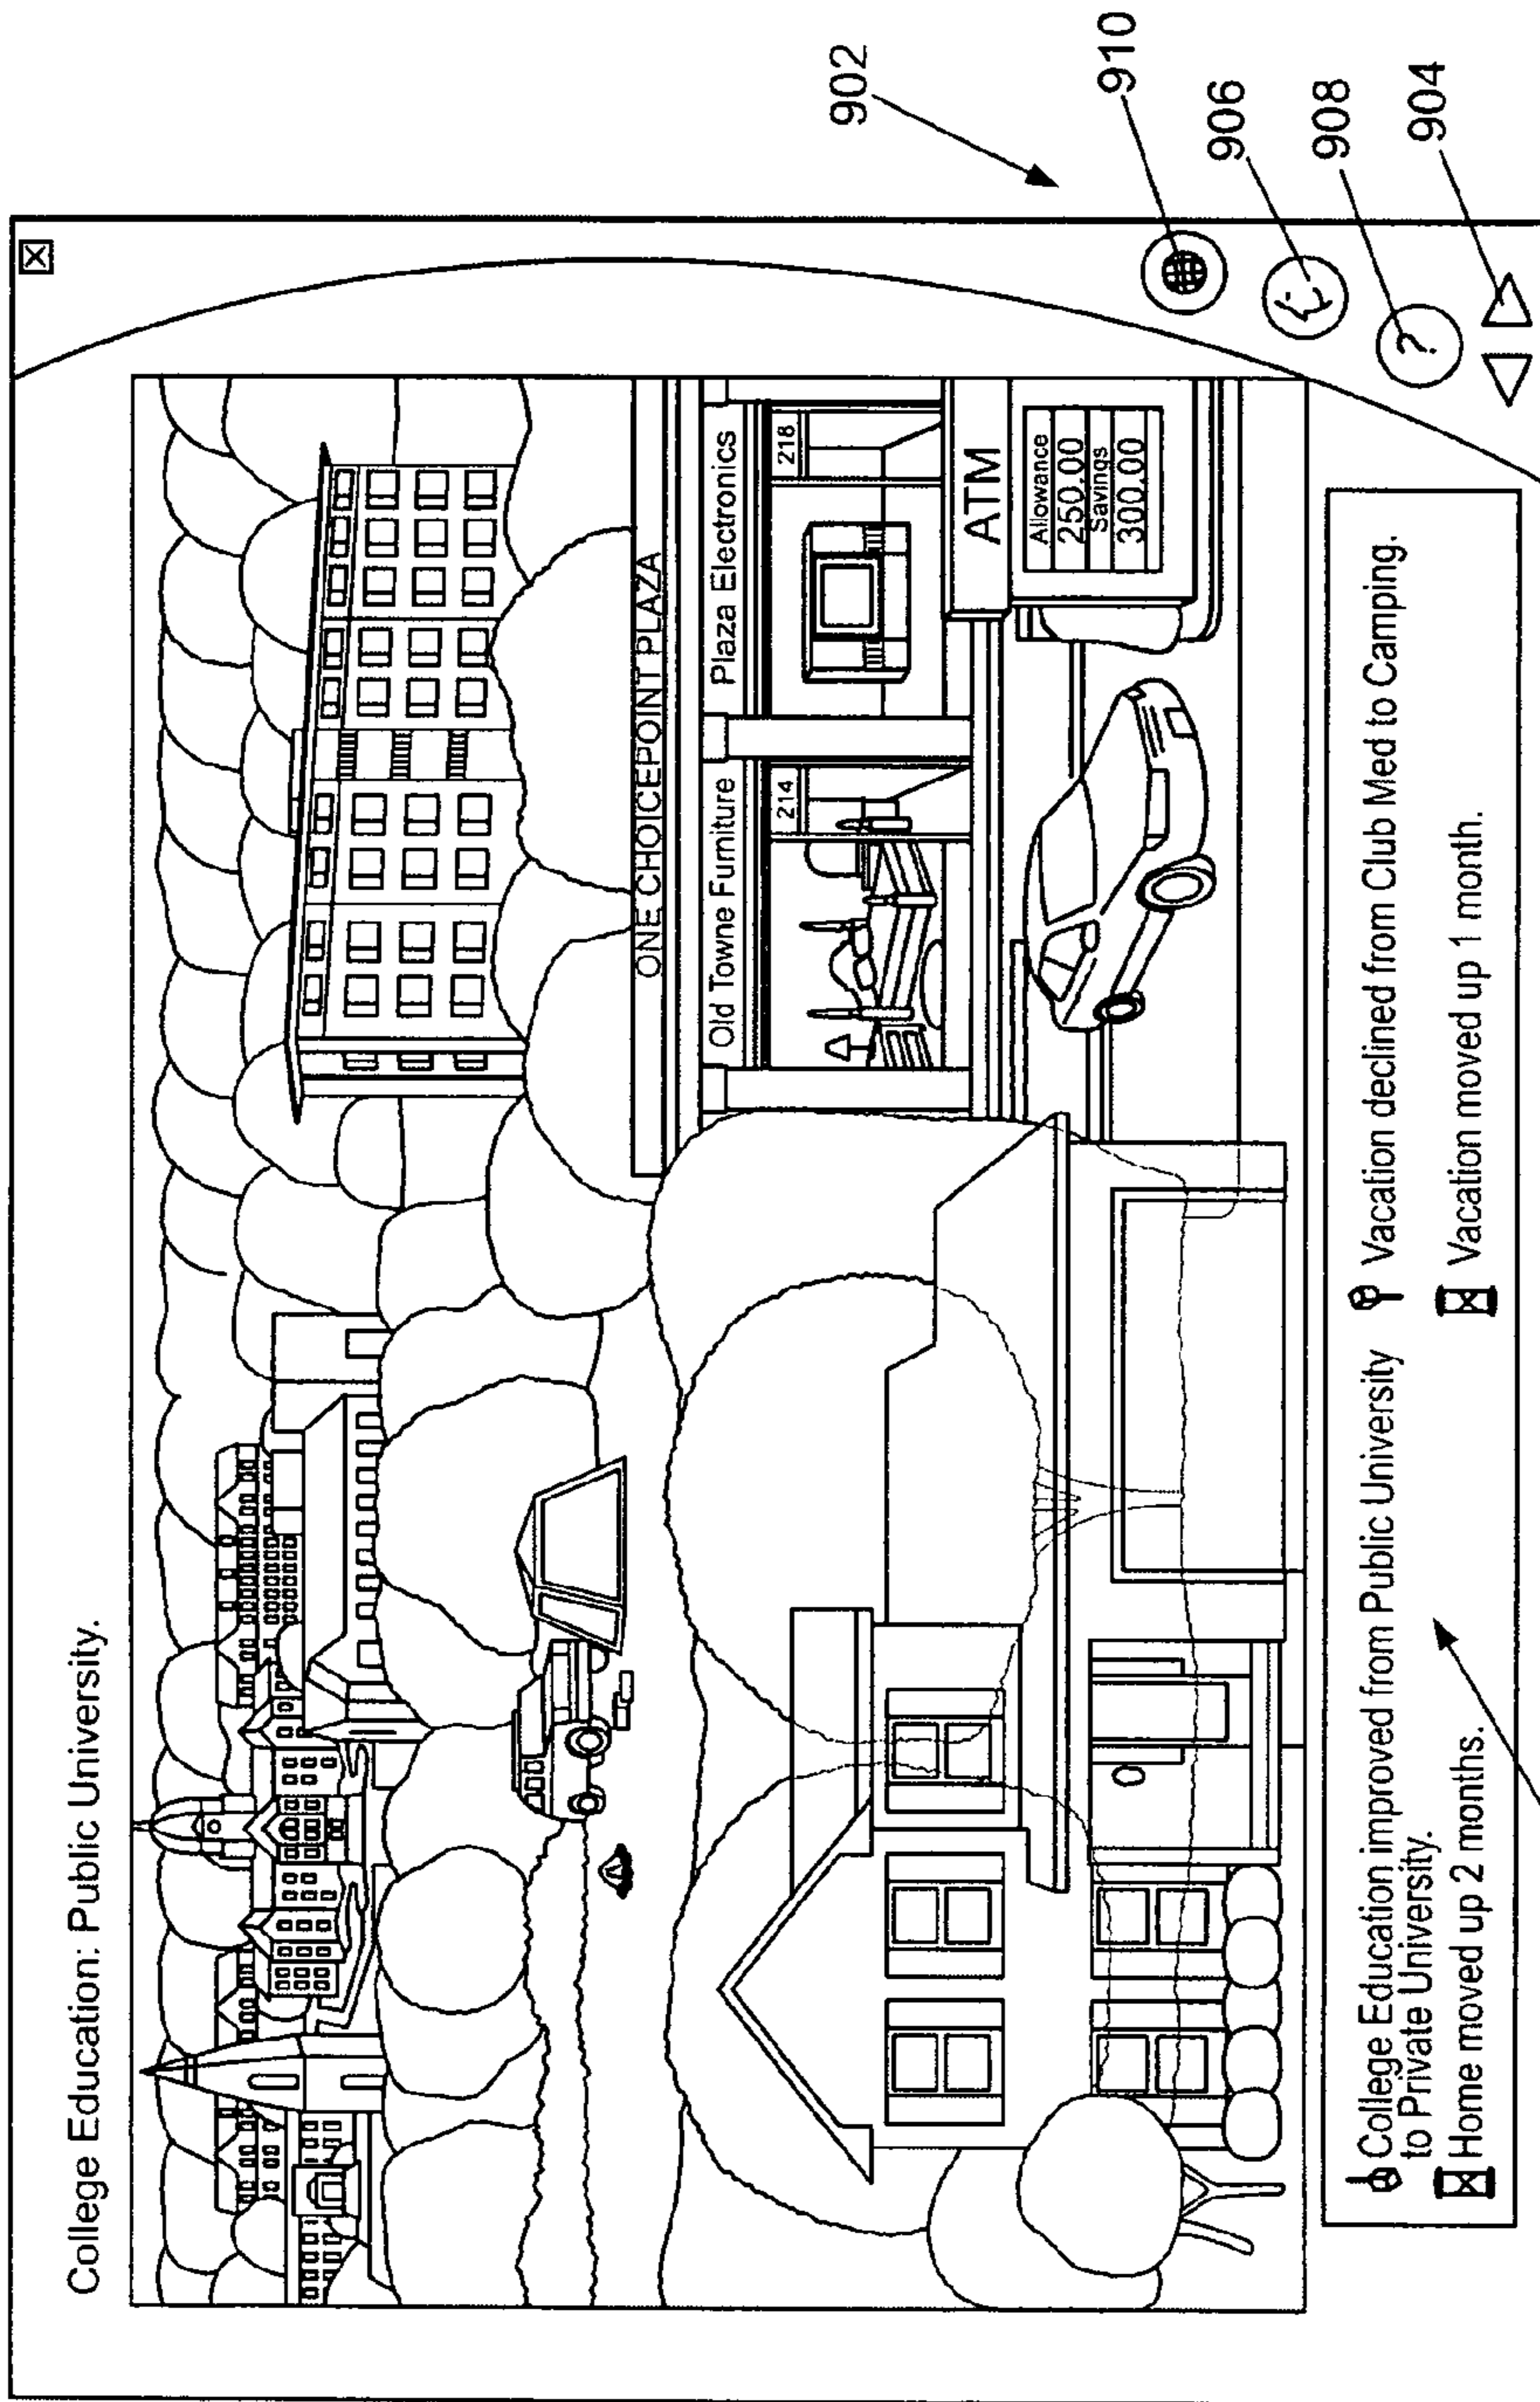 College Education: Public University.
ONE CHOICEPOINT PLAZA
Old Towne Furniture
Plaza Electronics
214
218
ATM
Allowance
250.00
Savings
300.00
College Education improved from Public University
to Private University.
Home moved up 2 months.
Vacation declined from Club Med to Camping.
Vacation moved up 1 month.
?
902
910
906
908
904